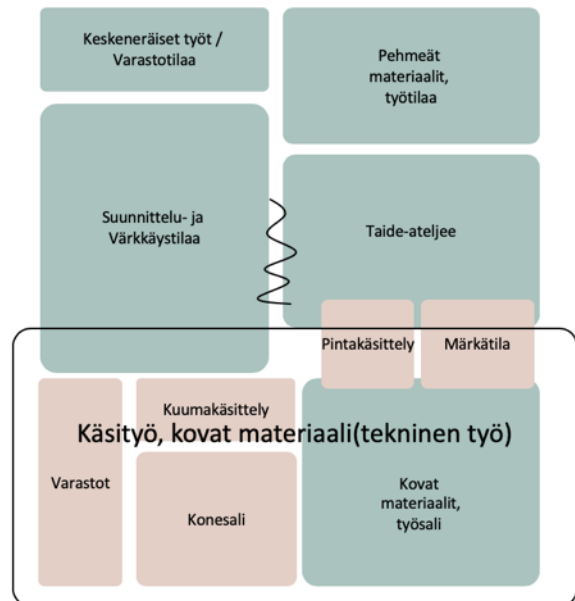 Keskeneräiset työt /
Varastotilaa
Pehmeät
materiaalit,
työtilaa
Suunnittelu- ja
Värkkäystilaa
Taide-ateljee
Pintakäsittely
Märkätila
Kuumakäsittely
Käsityö, kovat materiaali(tekninen työ)
Varastot
Konesali
Kovat
materiaalit,
työsali